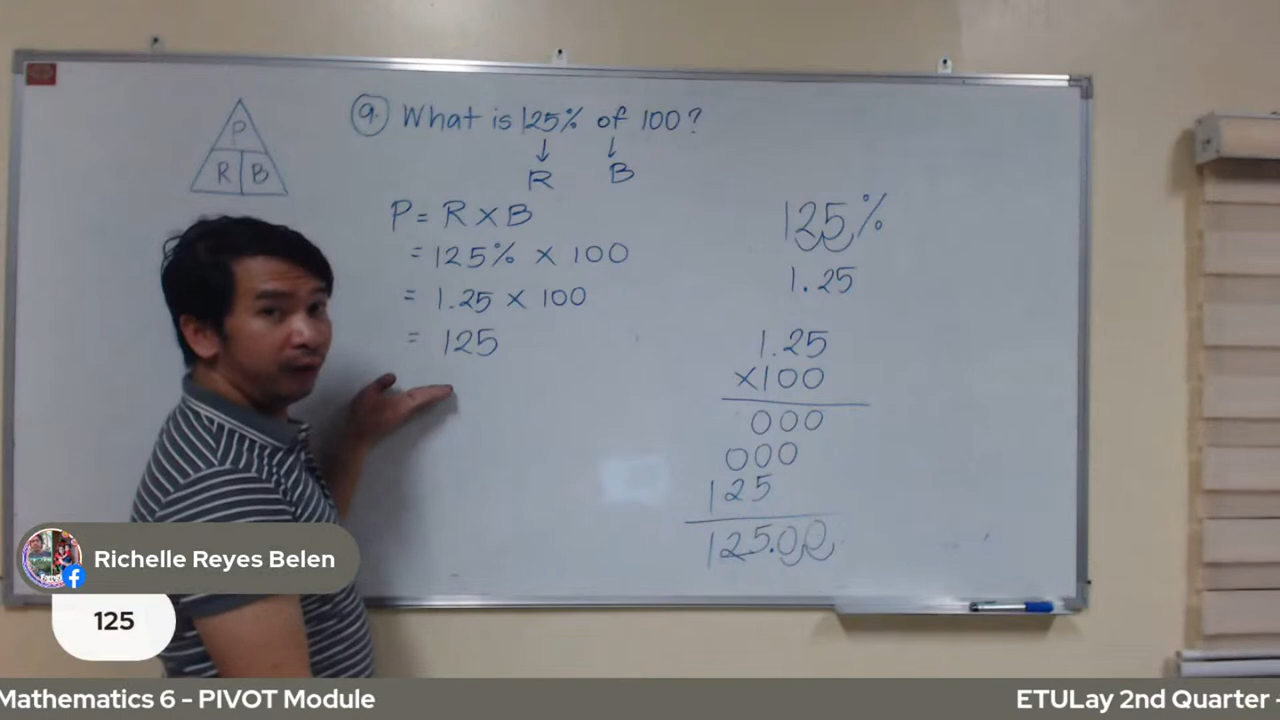 P
R B
9. What is 125% of 100?
R B
P = R x B
= 125% x 100
= 1.25 x 100
= 125
125%
1.25
1.25
x100
000
000
125
125.00
Richelle Reyes Belen
125
Mathematics 6 - PIVOT Module
ETULay 2nd Quarter -